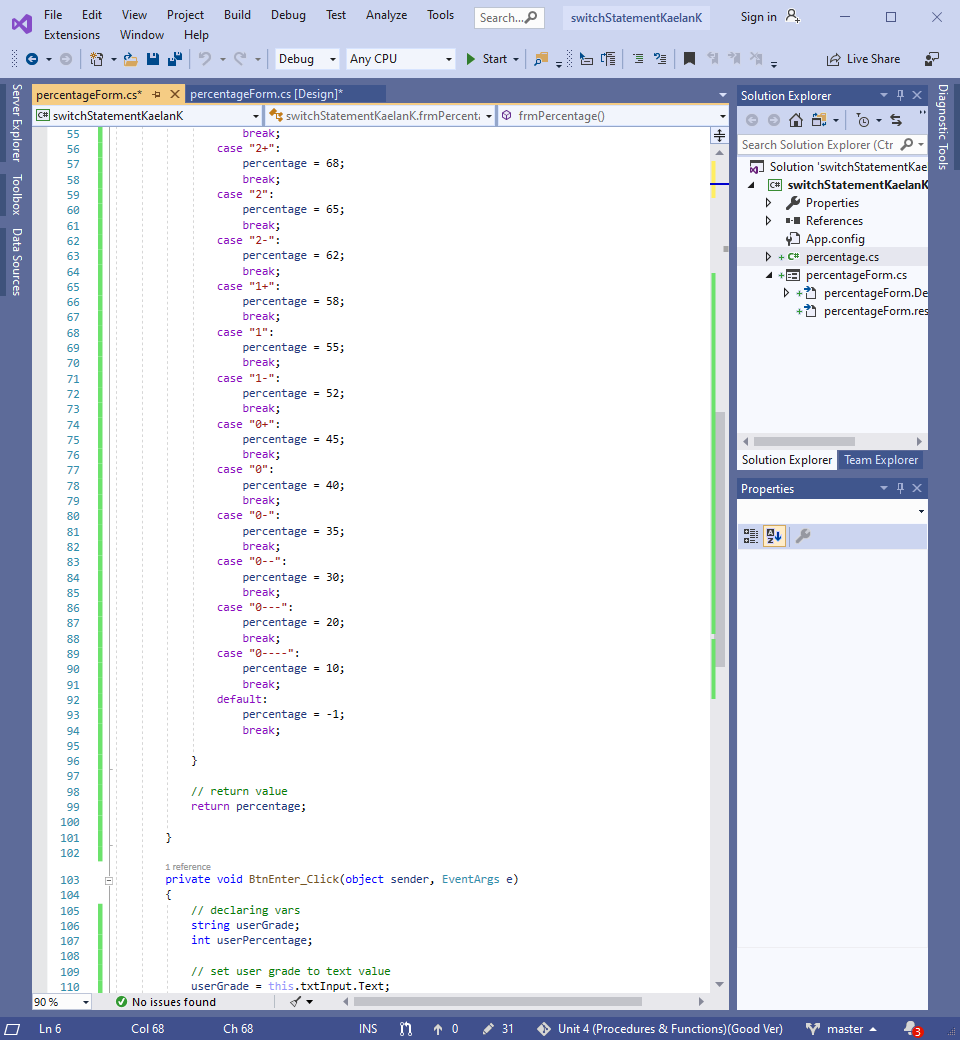 File Edit View Project Build Debug Test Analyze Tools Search... switchStatementKaelanK Sign in
Extensions Window Help
Debug Any CPU Start Live Share
percentageForm.cs* percentageForm.cs [Design]*
C# switchStatementKaelanK switchStatementKaelanK.frmPercenta frmPercentage()
55 break;
56 case "2+":
57 percentage = 68;
58 break;
59 case "2":
60 percentage = 65;
61 break;
62 case "2-":
63 percentage = 62;
64 break;
65 case "1+":
66 percentage = 58;
67 break;
68 case "1":
69 percentage = 55;
70 break;
71 case "1-":
72 percentage = 52;
73 break;
74 case "0+":
75 percentage = 45;
76 break;
77 case "0":
78 percentage = 40;
79 break;
80 case "0-":
81 percentage = 35;
82 break;
83 case "0--":
84 percentage = 30;
85 break;
86 case "0---":
87 percentage = 20;
88 break;
89 case "0----":
90 percentage = 10;
91 break;
92 default:
93 percentage = -1;
94 break;
95
96 }
97
98 // return value
99 return percentage;
100
101 }
102
1 reference
103 private void BtnEnter_Click(object sender, EventArgs e)
104 {
105 // declaring vars
106 string userGrade;
107 int userPercentage;
108
109 // set user grade to text value
110 userGrade = this.txtInput.Text;
90 % No issues found
Server Explorer
Toolbox
Data Sources
Solution Explorer
Search Solution Explorer (Ctr
Solution 'switchStatementKae
C# switchStatementKaelanK
Properties
References
App.config
C# percentage.cs
percentageForm.cs
percentageForm.De
percentageForm.res
Solution Explorer Team Explorer
Properties
Diagnostic Tools
Ln 6 Col 68 Ch 68 INS 0 31 Unit 4 (Procedures & Functions)(Good Ver) master 3